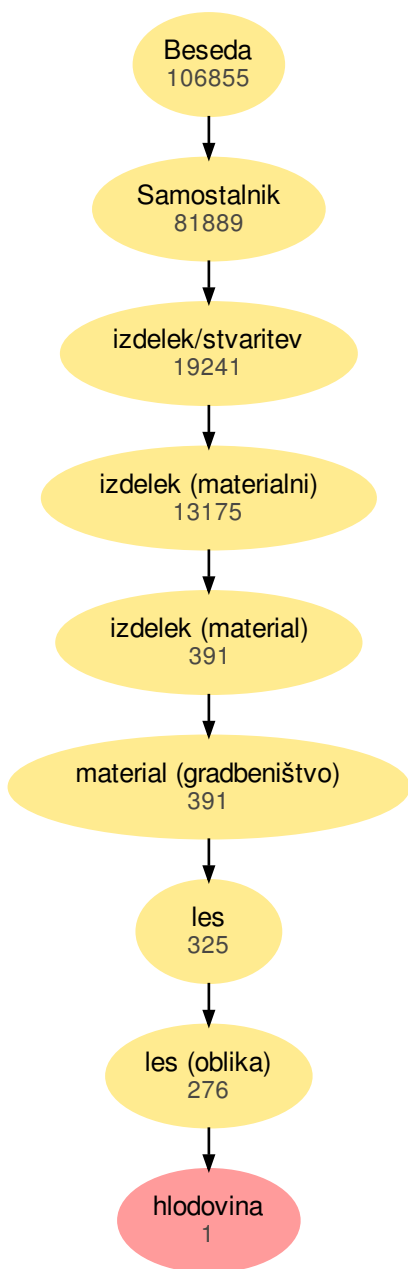 Beseda
106855
Samostalnik
81889
izdelek/stvaritev
19241
izdelek (materialni)
13175
izdelek (material)
391
material (gradbeništvo)
391
les
325
les (oblika)
276
hlodovina
1